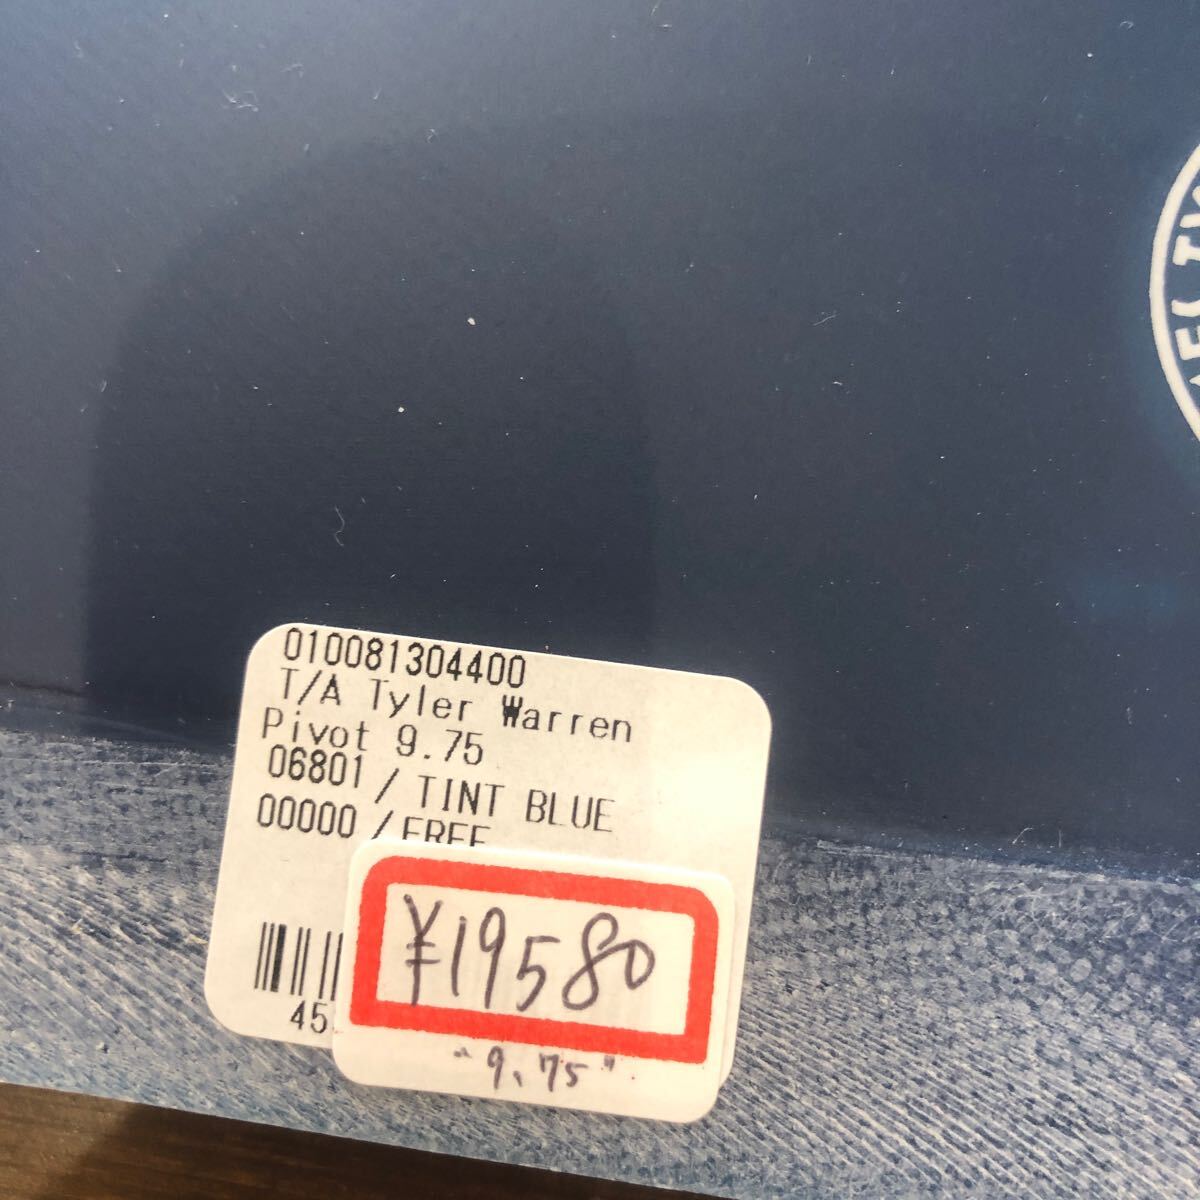 010081304400
T/A Tyler Warren
Pivot 9.75
06801 / TINT BLUE
00000 / FREE
¥19580
45
"9.75"